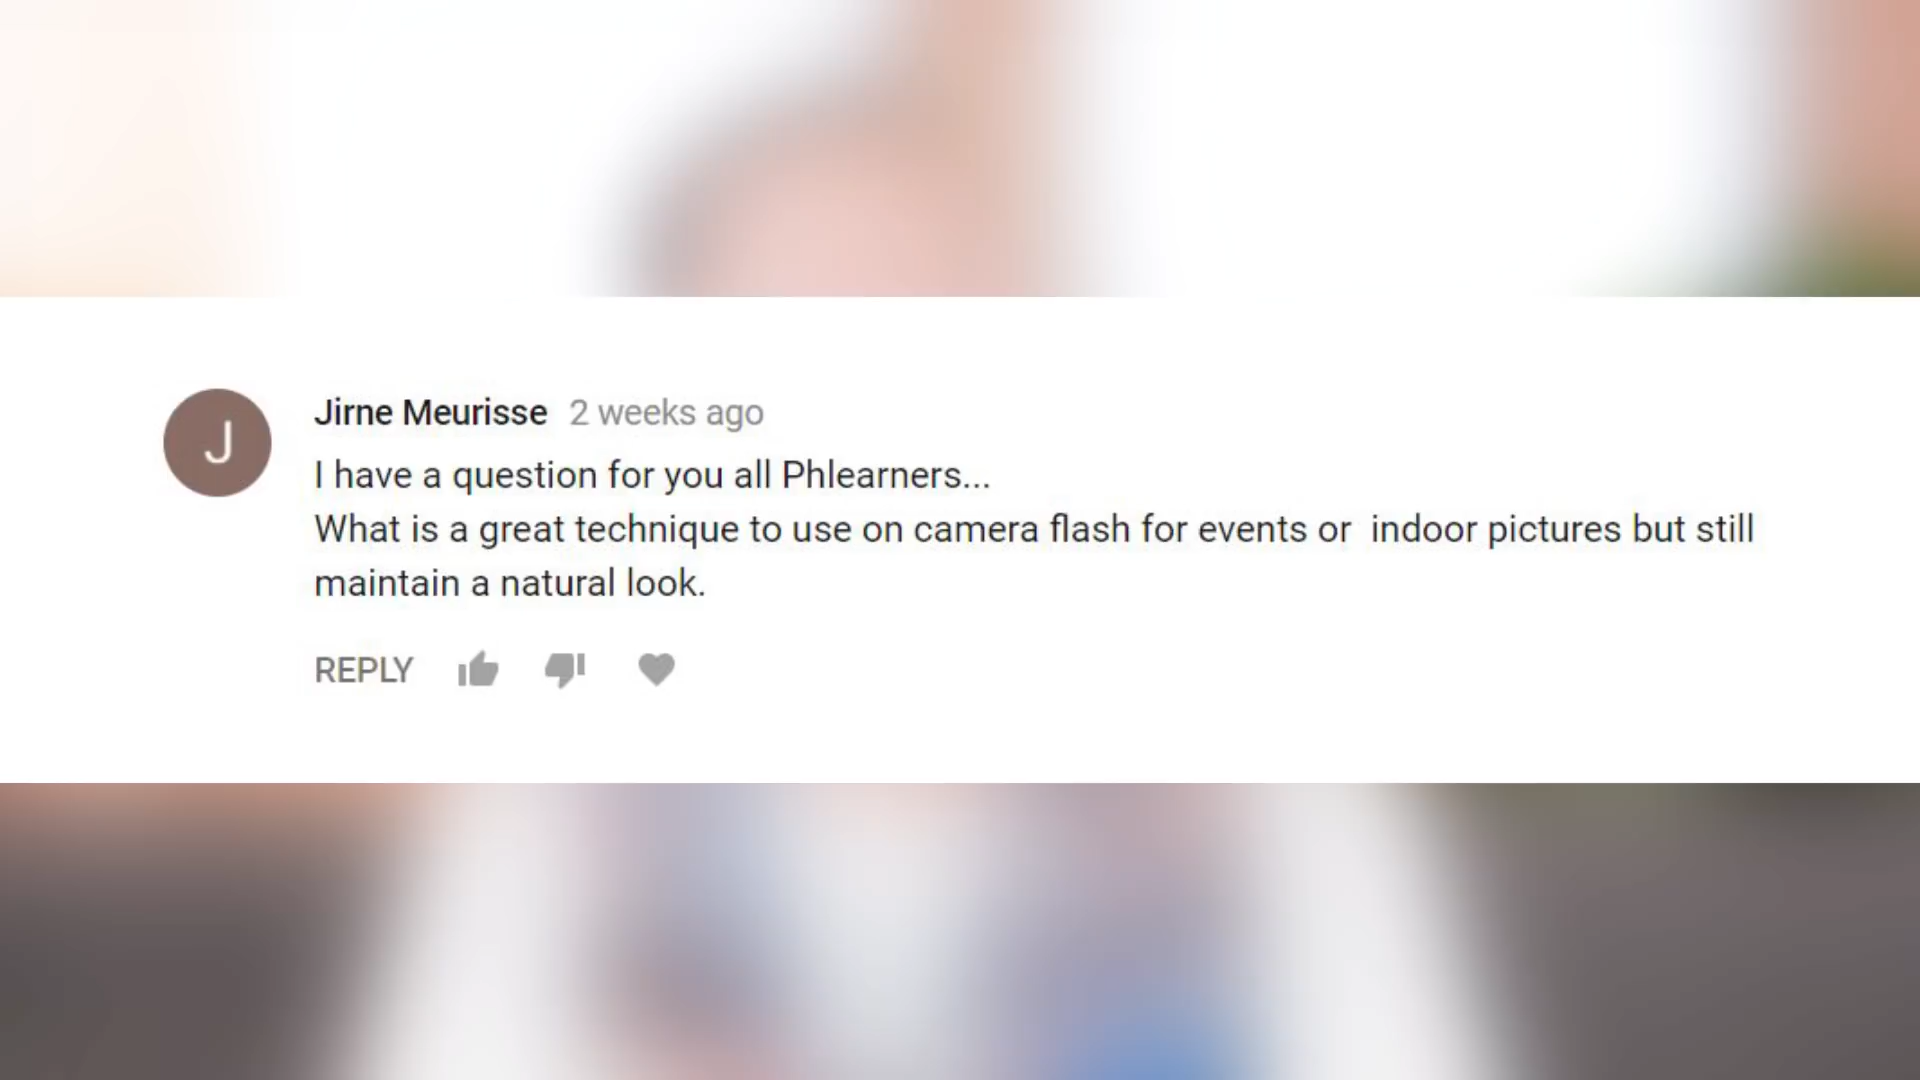 J
Jirne Meurisse 2 weeks ago
I have a question for you all Phlearners...
What is a great technique to use on camera flash for events or  indoor pictures but still
maintain a natural look.
REPLY